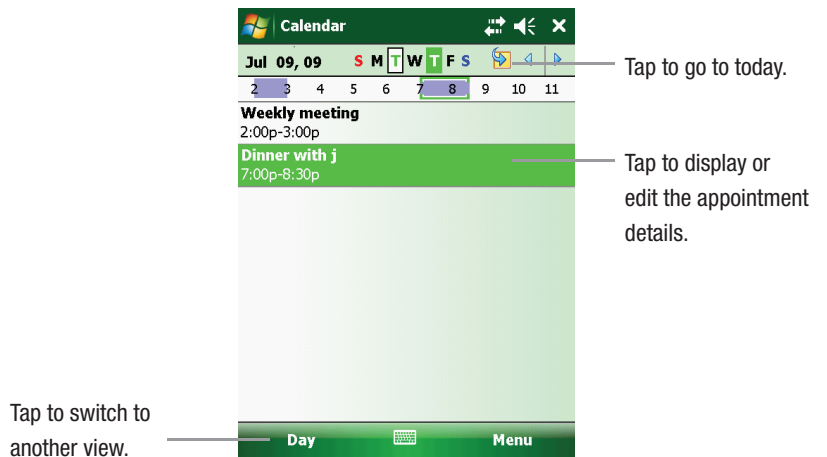 Calendar
Jul 09, 09 S M T W T F S
Tap to go to today.
2 3 4 5 6 7 8 9 10 11
Weekly meeting
2:00p-3:00p
Dinner with j
7:00p-8:30p
Tap to display or
edit the appointment
details.
Tap to switch to
another view.
Day Menu